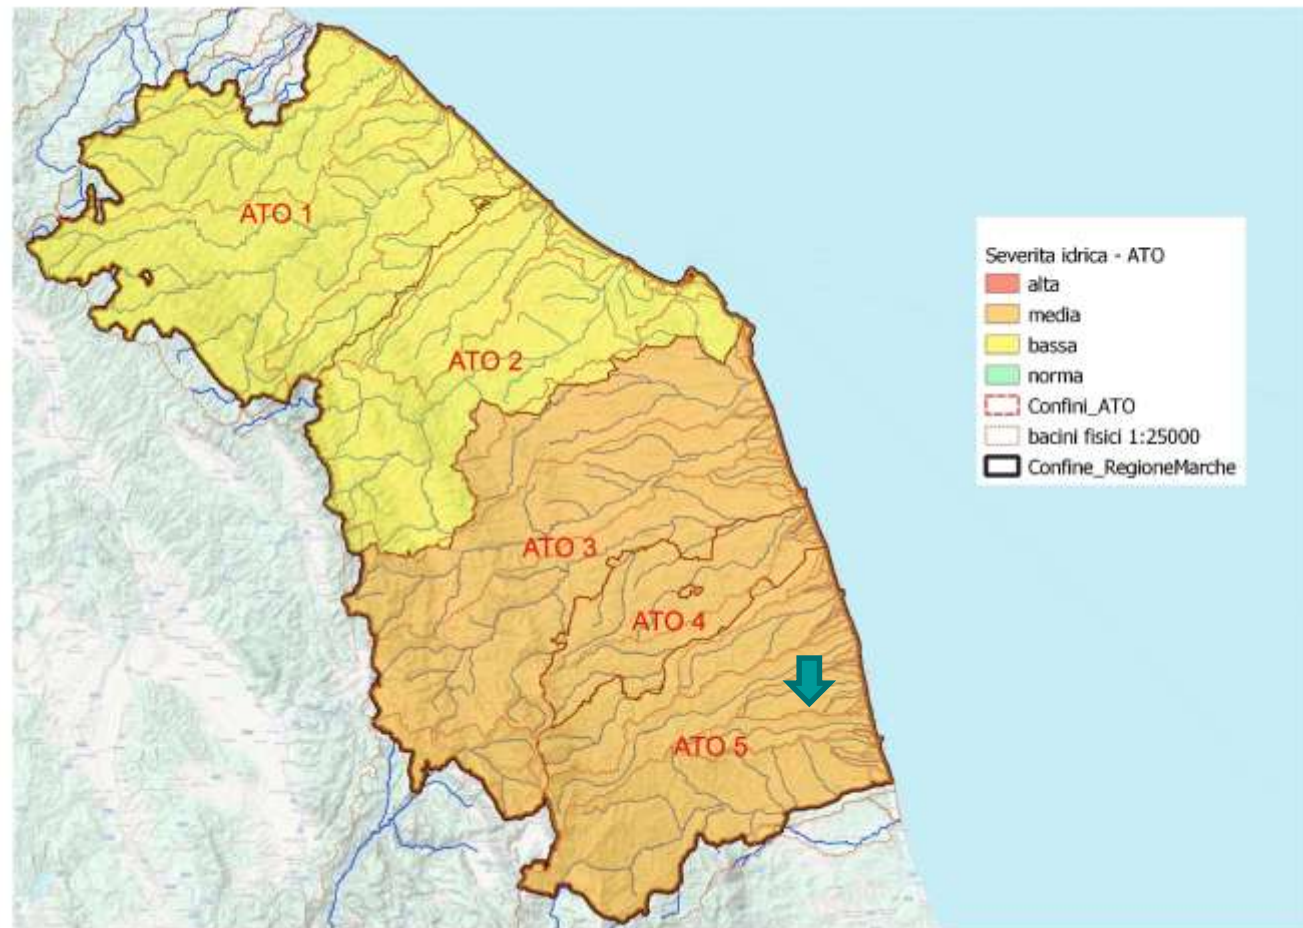 ATO 1
ATO 2
ATO 3
ATO 4
ATO 5
Severita idrica - ATO
alta
media
bassa
norma
Confini_ATO
bacini fisici 1:25000
Confine_RegioneMarche